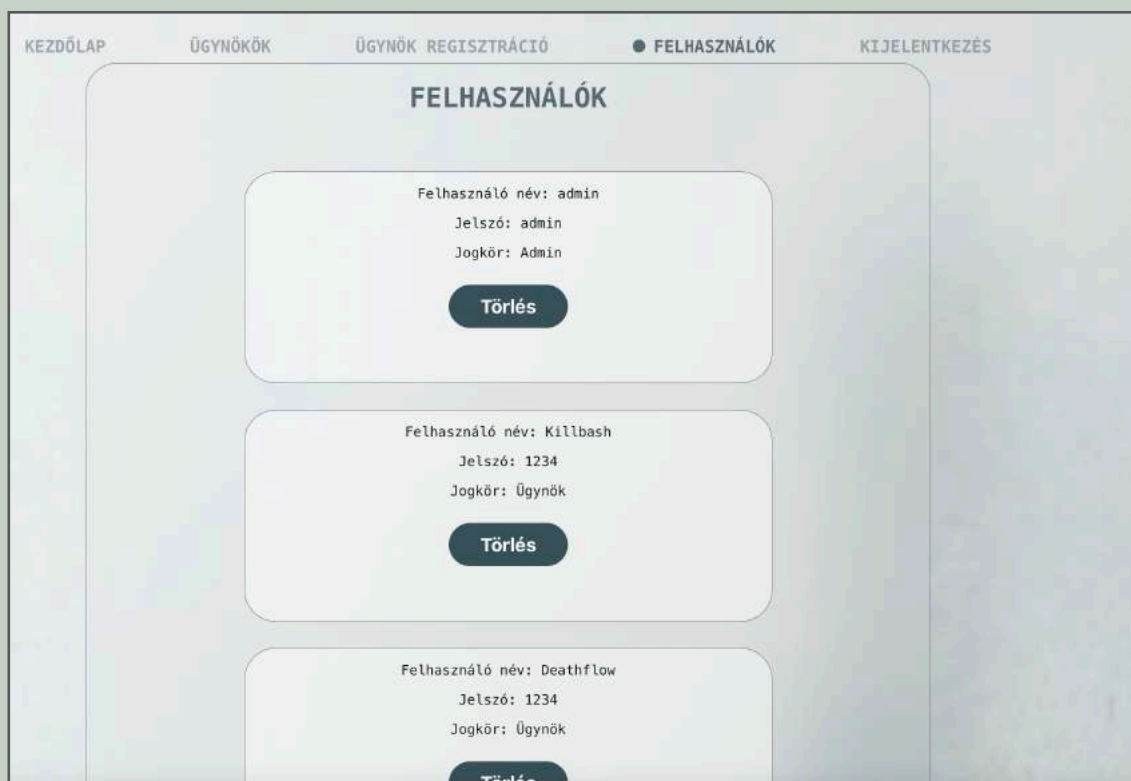 KEZDŐLAP ÜGYNÖKÖK ÜGYNÖK REGISZTRÁCIÓ ● FELHASZNÁLÓK KIJELENTKEZÉS
FELHASZNÁLÓK
Felhasználó név: admin
Jelszó: admin
Jogkör: Admin
Törlés
Felhasználó név: Killbash
Jelszó: 1234
Jogkör: Ügynök
Törlés
Felhasználó név: Deathflow
Jelszó: 1234
Jogkör: Ügynök
Törlés